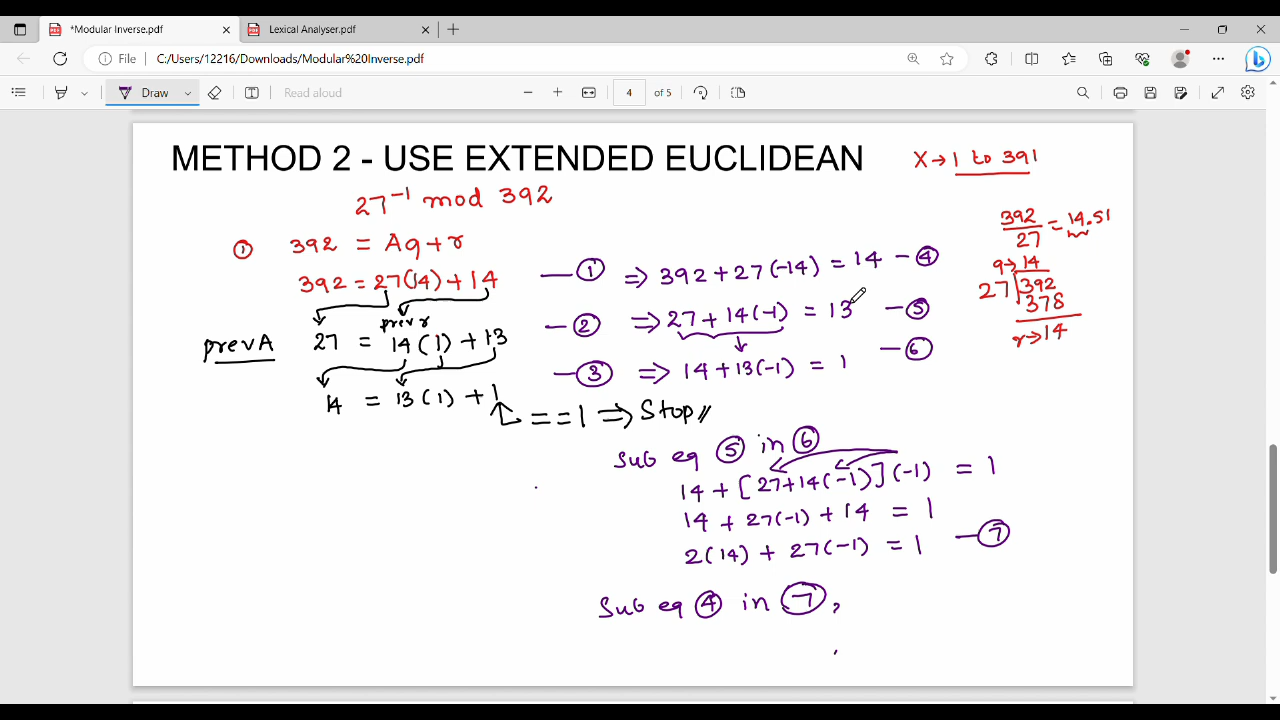 *Modular Inverse.pdf
Lexical Analyser.pdf
File C:/Users/12216/Downloads/Modular%20Inverse.pdf
Draw Read aloud 4 of 5
METHOD 2 - USE EXTENDED EUCLIDEAN
X → 1 to 391
27⁻¹ mod 392
392/27 = 14.51
① 392 = Aq + r
392 = 27(14) + 14 — ① ⇒ 392 + 27(-14) = 14 — ④
q → 14
27 392
378
r → 14
prev r
prevA 27 = 14(1) + 13 — ② ⇒ 27 + 14(-1) = 13 — ⑤
14 = 13(1) + 1 — ③ ⇒ 14 + 13(-1) = 1 — ⑥
== 1 ⇒ Stop //
Sub eq ⑤ in ⑥
14 + [27+14(-1)](-1) = 1
14 + 27(-1) + 14 = 1
2(14) + 27(-1) = 1 — ⑦
Sub eq ④ in ⑦,